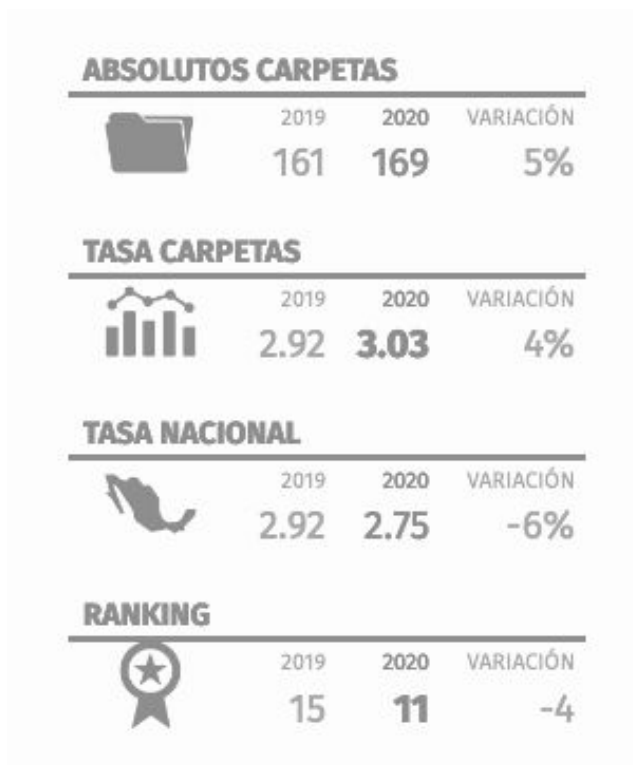 ABSOLUTOS CARPETAS
2019 2020 VARIACIÓN
161 169 5%
TASA CARPETAS
2019 2020 VARIACIÓN
2.92 3.03 4%
TASA NACIONAL
2019 2020 VARIACIÓN
2.92 2.75 -6%
RANKING
2019 2020 VARIACIÓN
15 11 -4